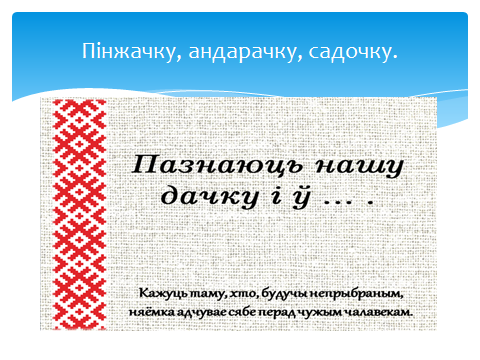 Пінжачку, андарачку, садочку.
Пазнаюць нашу
дачку і ў ... .
Кажуць таму, хто, будучы непрыбраным,
няёмка адчувае сябе перад чужым чалавекам.